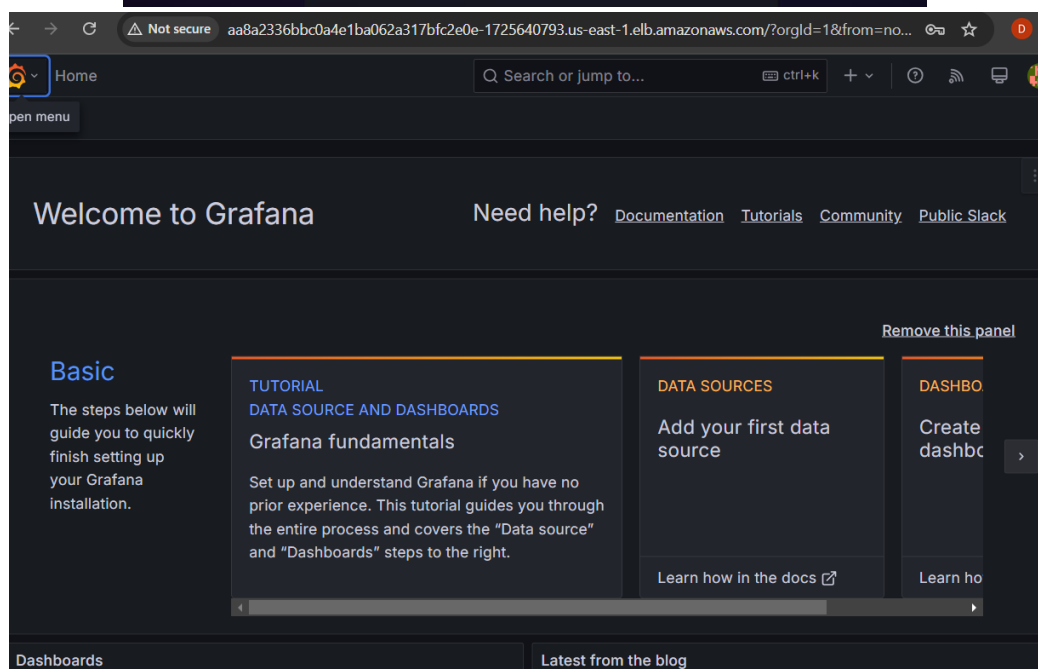 Not secure aa8a2336bbc0a4e1ba062a317bfc2e0e-1725640793.us-east-1.elb.amazonaws.com/?orgId=1&from=no... D
Home Search or jump to... ctrl+k
pen menu
Welcome to Grafana Need help? Documentation Tutorials Community Public Slack
Remove this panel
Basic
The steps below will
guide you to quickly
finish setting up
your Grafana
installation.
TUTORIAL
DATA SOURCE AND DASHBOARDS
Grafana fundamentals
Set up and understand Grafana if you have no
prior experience. This tutorial guides you through
the entire process and covers the “Data source”
and “Dashboards” steps to the right.
DATA SOURCES
Add your first data
source
Learn how in the docs
DASHBO
Create
dashbo
Learn ho
Dashboards Latest from the blog